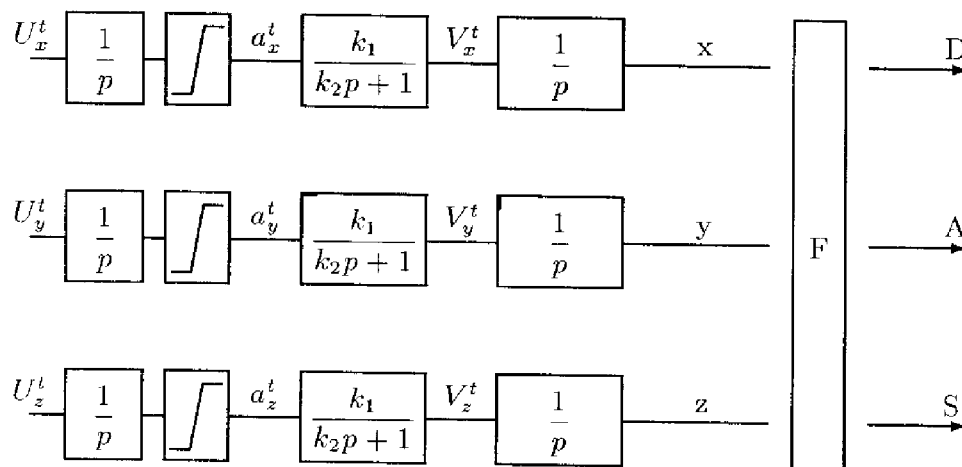 U_x^t 1/p a_x^t k_1/(k_2p + 1) V_x^t 1/p x D
U_y^t 1/p a_y^t k_1/(k_2p + 1) V_y^t 1/p y F A
U_z^t 1/p a_z^t k_1/(k_2p + 1) V_z^t 1/p z S